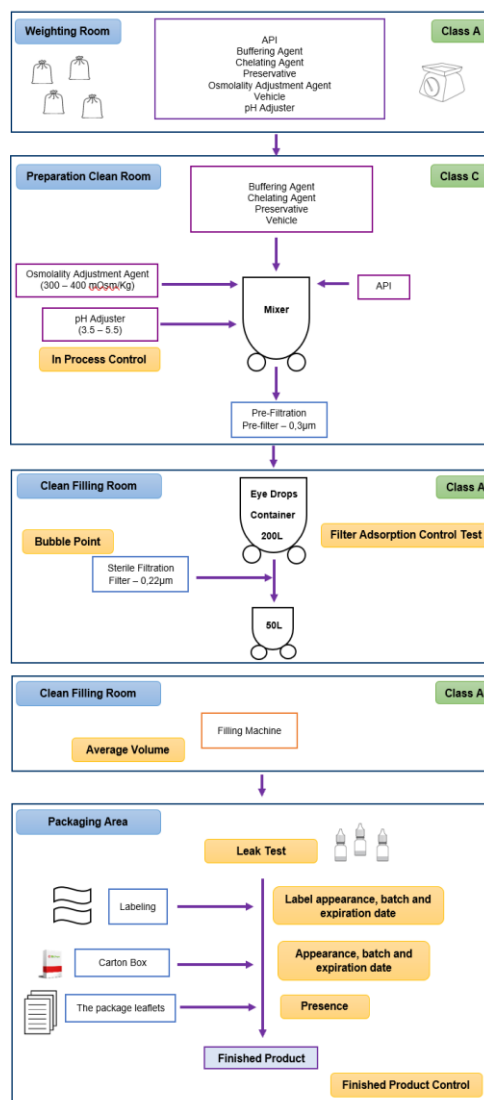 Weighting Room
Class A
API
Buffering Agent
Chelating Agent
Preservative
Osmolality Adjustment Agent
Vehicle
pH Adjuster
Preparation Clean Room
Class C
Buffering Agent
Chelating Agent
Preservative
Vehicle
Osmolality Adjustment Agent
(300 – 400 mOsm/Kg)
API
Mixer
pH Adjuster
(3.5 – 5.5)
In Process Control
Pre-Filtration
Pre-filter – 0,3µm
Clean Filling Room
Class A
Eye Drops
Container
200L
Bubble Point
Filter Adsorption Control Test
Sterile Filtration
Filter – 0,22µm
50L
Clean Filling Room
Class A
Filling Machine
Average Volume
Packaging Area
Leak Test
Labeling
Label appearance, batch and
expiration date
Carton Box
Appearance, batch and
expiration date
The package leaflets
Presence
Finished Product
Finished Product Control